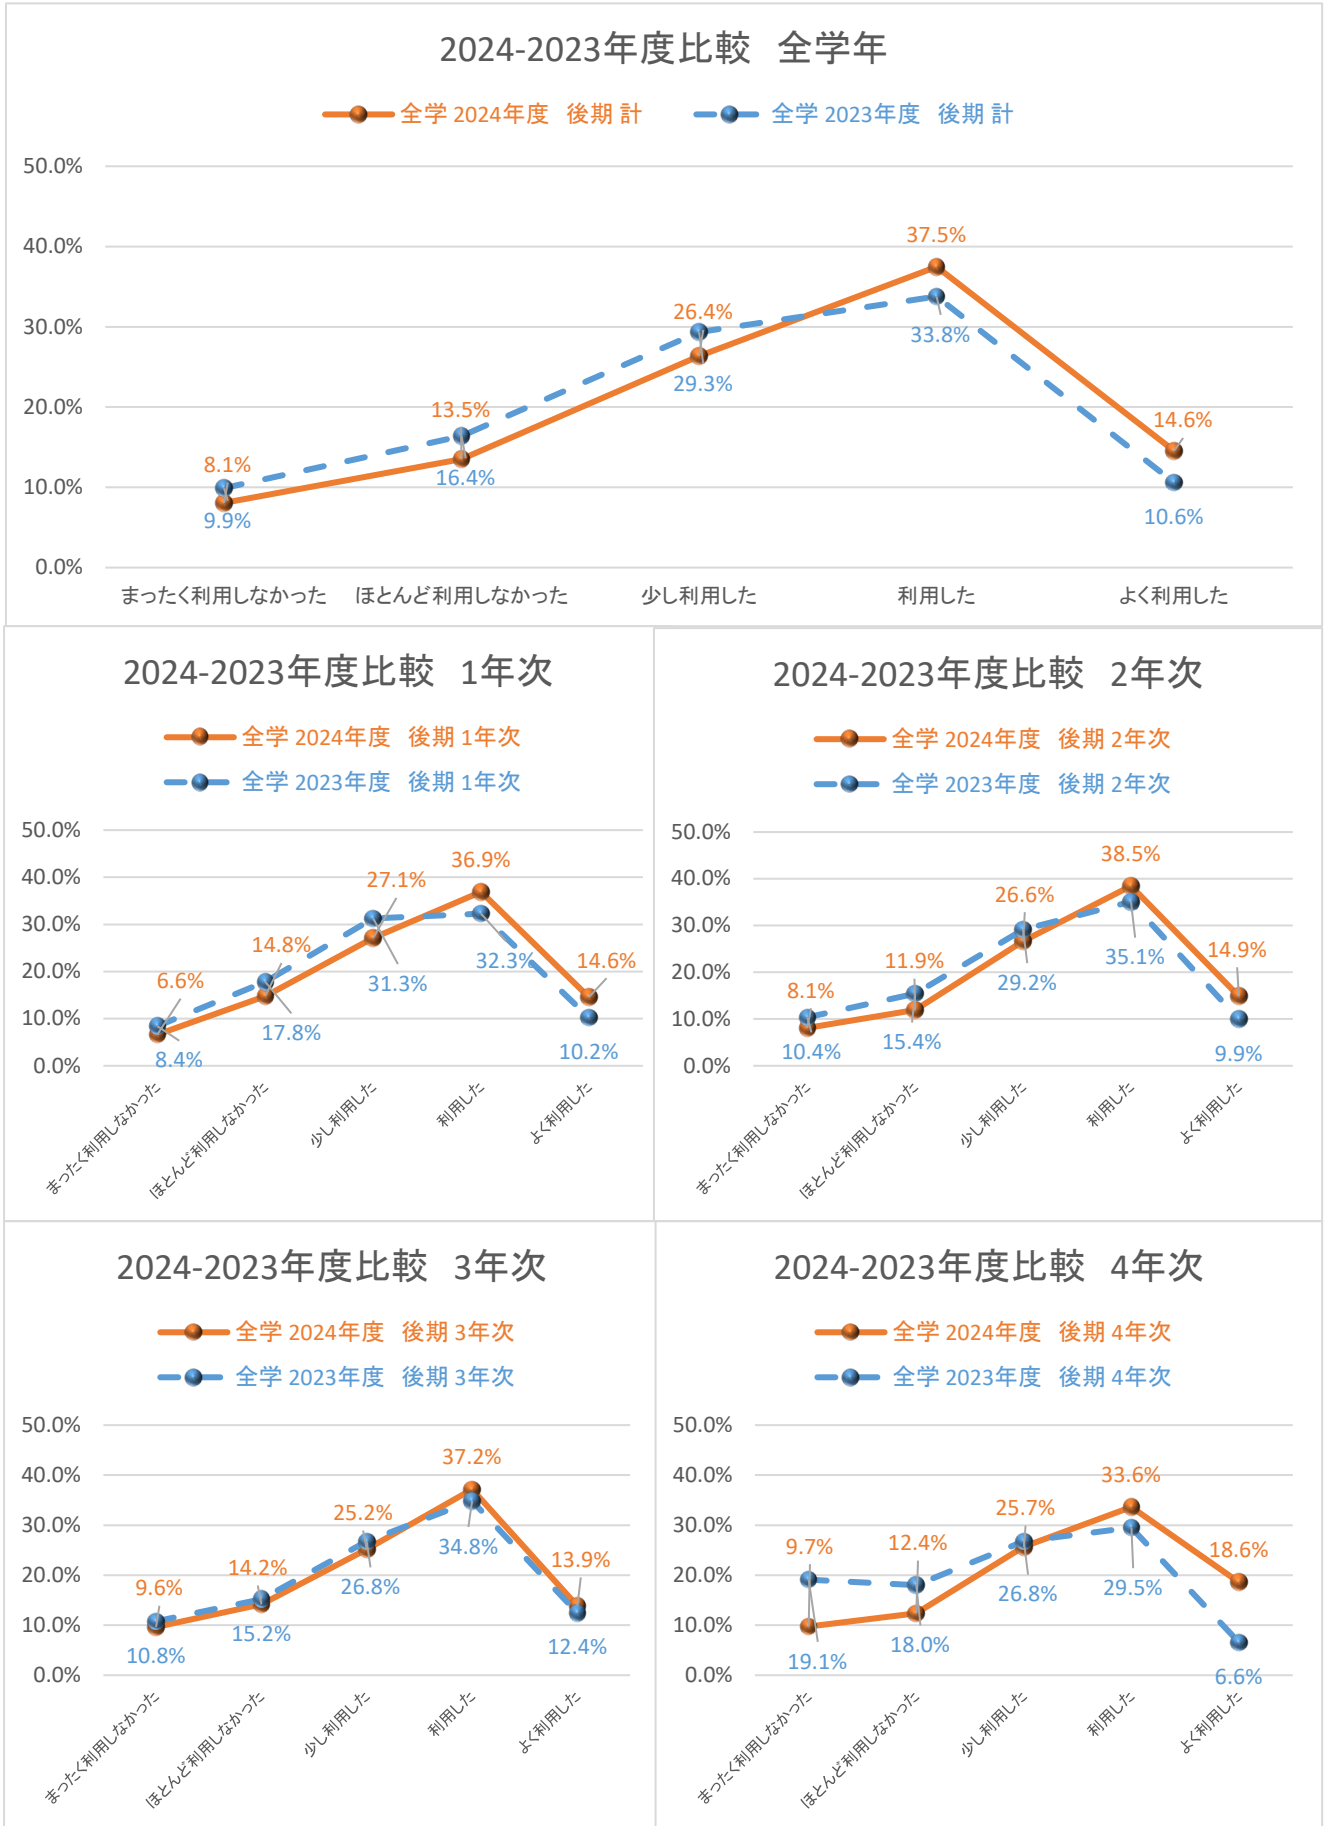 2024-2023年度比較　全学年
全学 2024年度　後期 計
全学 2023年度　後期 計
50.0%
40.0%
30.0%
20.0%
10.0%
0.0%
8.1%
13.5%
26.4%
37.5%
14.6%
9.9%
16.4%
29.3%
33.8%
10.6%
まったく利用しなかった
ほとんど利用しなかった
少し利用した
利用した
よく利用した
2024-2023年度比較　1年次
全学 2024年度　後期 1年次
全学 2023年度　後期 1年次
50.0%
40.0%
30.0%
20.0%
10.0%
0.0%
6.6%
14.8%
27.1%
36.9%
14.6%
8.4%
17.8%
31.3%
32.3%
10.2%
まったく利用しなかった
ほとんど利用しなかった
少し利用した
利用した
よく利用した
2024-2023年度比較　2年次
全学 2024年度　後期 2年次
全学 2023年度　後期 2年次
50.0%
40.0%
30.0%
20.0%
10.0%
0.0%
8.1%
11.9%
26.6%
38.5%
14.9%
10.4%
15.4%
29.2%
35.1%
9.9%
まったく利用しなかった
ほとんど利用しなかった
少し利用した
利用した
よく利用した
2024-2023年度比較　3年次
全学 2024年度　後期 3年次
全学 2023年度　後期 3年次
50.0%
40.0%
30.0%
20.0%
10.0%
0.0%
9.6%
14.2%
25.2%
37.2%
13.9%
10.8%
15.2%
26.8%
34.8%
12.4%
まったく利用しなかった
ほとんど利用しなかった
少し利用した
利用した
よく利用した
2024-2023年度比較　4年次
全学 2024年度　後期 4年次
全学 2023年度　後期 4年次
50.0%
40.0%
30.0%
20.0%
10.0%
0.0%
9.7%
12.4%
25.7%
33.6%
18.6%
19.1%
18.0%
26.8%
29.5%
6.6%
まったく利用しなかった
ほとんど利用しなかった
少し利用した
利用した
よく利用した